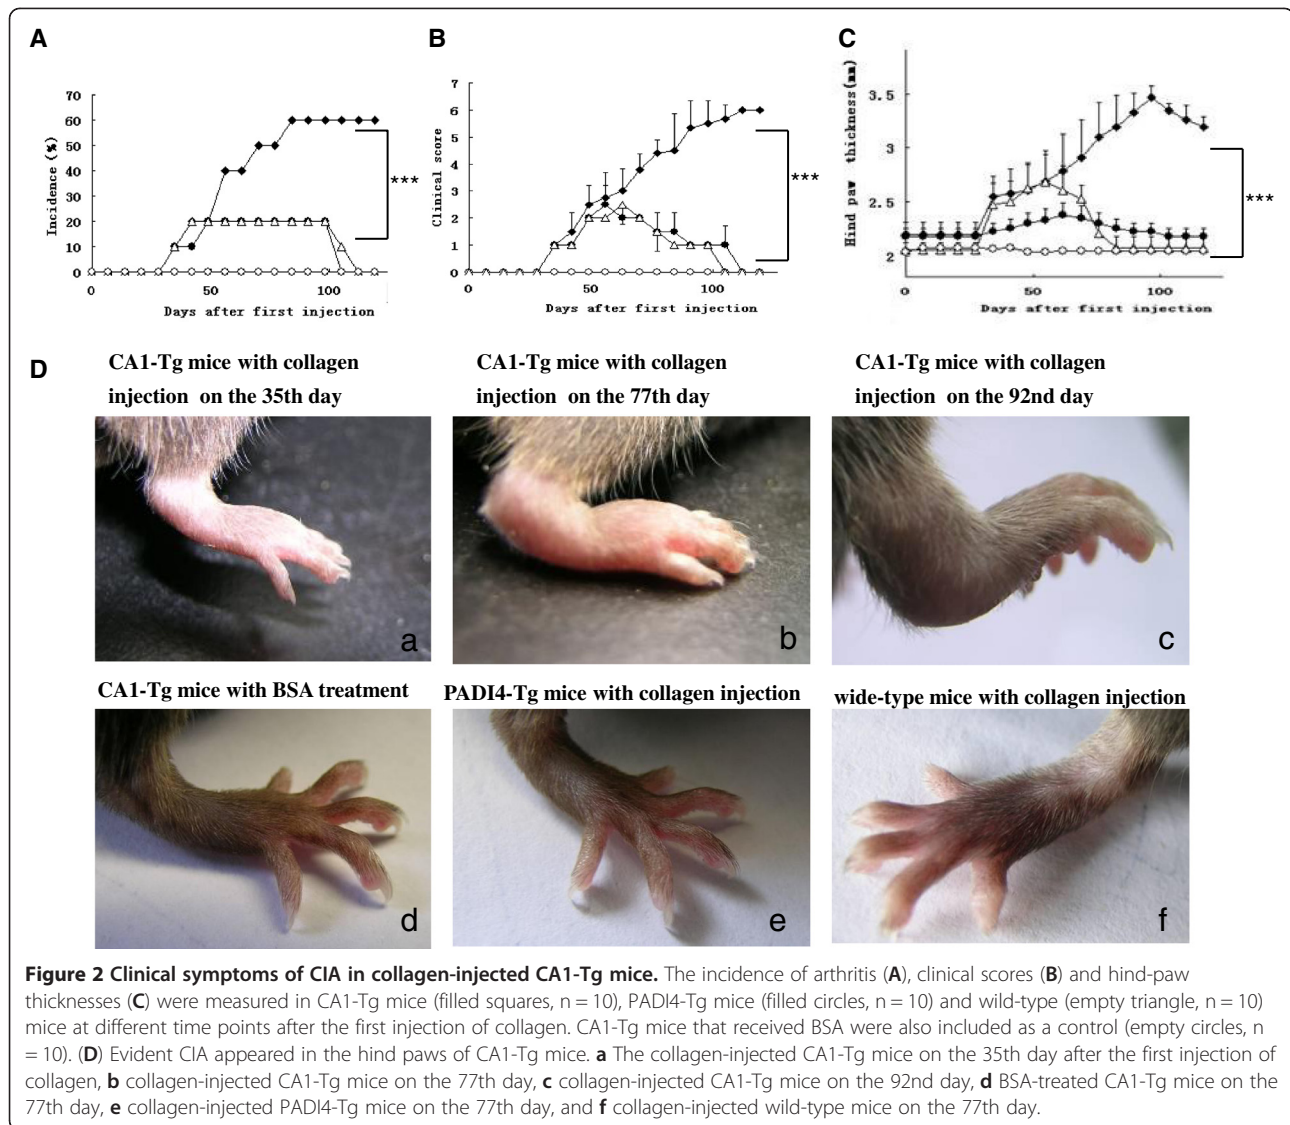 A
B
C
Incidence (%)
70
60
50
40
30
20
10
0
0
50
100
Days after first injection
***
Clinical score
7
6
5
4
3
2
1
0
0
50
100
Days after first injection
***
Hind paw thickness(mm)
3.5
3
2.5
2
0
50
100
Days after first injection
***
D
CA1-Tg mice with collagen
injection on the 35th day
CA1-Tg mice with collagen
injection on the 77th day
CA1-Tg mice with collagen
injection on the 92nd day
a
b
c
CA1-Tg mice with BSA treatment
PADI4-Tg mice with collagen injection
wide-type mice with collagen injection
d
e
f
Figure 2 Clinical symptoms of CIA in collagen-injected CA1-Tg mice. The incidence of arthritis (A), clinical scores (B) and hind-paw
thicknesses (C) were measured in CA1-Tg mice (filled squares, n = 10), PADI4-Tg mice (filled circles, n = 10) and wild-type (empty triangle, n = 10)
mice at different time points after the first injection of collagen. CA1-Tg mice that received BSA were also included as a control (empty circles, n
= 10). (D) Evident CIA appeared in the hind paws of CA1-Tg mice. a The collagen-injected CA1-Tg mice on the 35th day after the first injection of
collagen, b collagen-injected CA1-Tg mice on the 77th day, c collagen-injected CA1-Tg mice on the 92nd day, d BSA-treated CA1-Tg mice on the
77th day, e collagen-injected PADI4-Tg mice on the 77th day, and f collagen-injected wild-type mice on the 77th day.